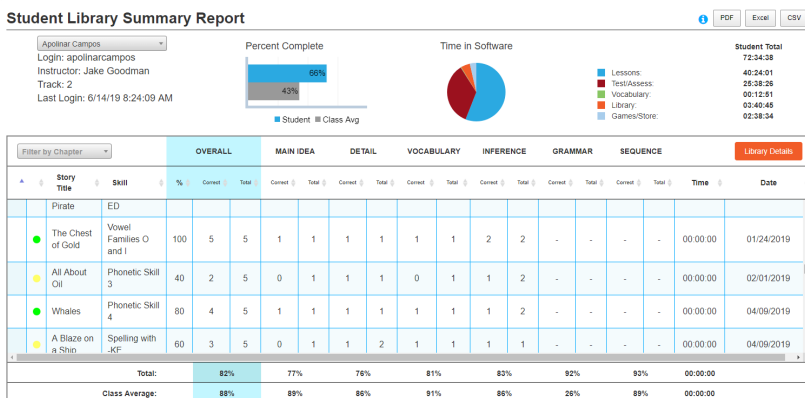 Student Library Summary Report
PDF Excel CSV
Apolinar Campos
Login: apolinarcampos
Instructor: Jake Goodman
Track: 2
Last Login: 6/14/19 8:24:09 AM
Percent Complete
66%
43%
Student Class Avg
Time in Software
Student Total
72:34:38
Lessons: 40:24:01
Test/Assess: 25:38:26
Vocabulary: 00:12:51
Library: 03:40:45
Games/Store: 02:38:34
Filter by Chapter OVERALL MAIN IDEA DETAIL VOCABULARY INFERENCE GRAMMAR SEQUENCE Library Details
Story Title Skill % Correct Total Correct Total Correct Total Correct Total Correct Total Correct Total Correct Total Time Date
Pirate ED
The Chest of Gold Vowel Families O and I 100 5 5 1 1 1 1 1 1 2 2 - - - - 00:00:00 01/24/2019
All About Oil Phonetic Skill 3 40 2 5 0 1 1 1 0 1 1 2 - - - - 00:00:00 02/01/2019
Whales Phonetic Skill 4 80 4 5 1 1 1 1 1 1 1 2 - - - - 00:00:00 04/09/2019
A Blaze on a Ship Spelling with -KE 60 3 5 0 1 1 2 1 1 1 1 - - - - 00:00:00 04/09/2019
Total: 82% 77% 76% 81% 83% 92% 93% 00:00:00
Class Average: 88% 89% 86% 91% 86% 26% 89% 00:00:00